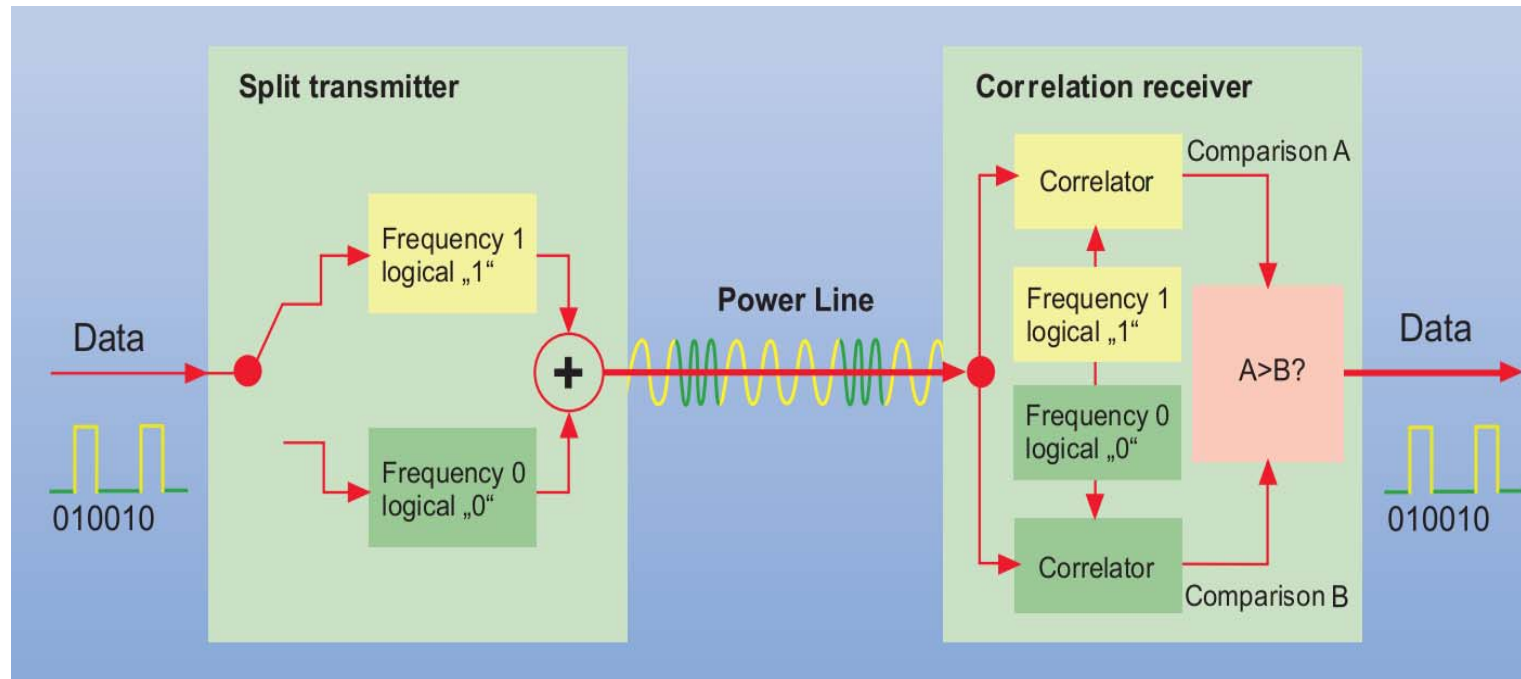 Split transmitter
Correlation receiver
Comparison A
Correlator
Frequency 1
logical „1“
Frequency 1
logical „1“
Power Line
Data
Data
+
A>B?
Frequency 0
logical „0“
Frequency 0
logical „0“
010010
010010
Correlator
Comparison B